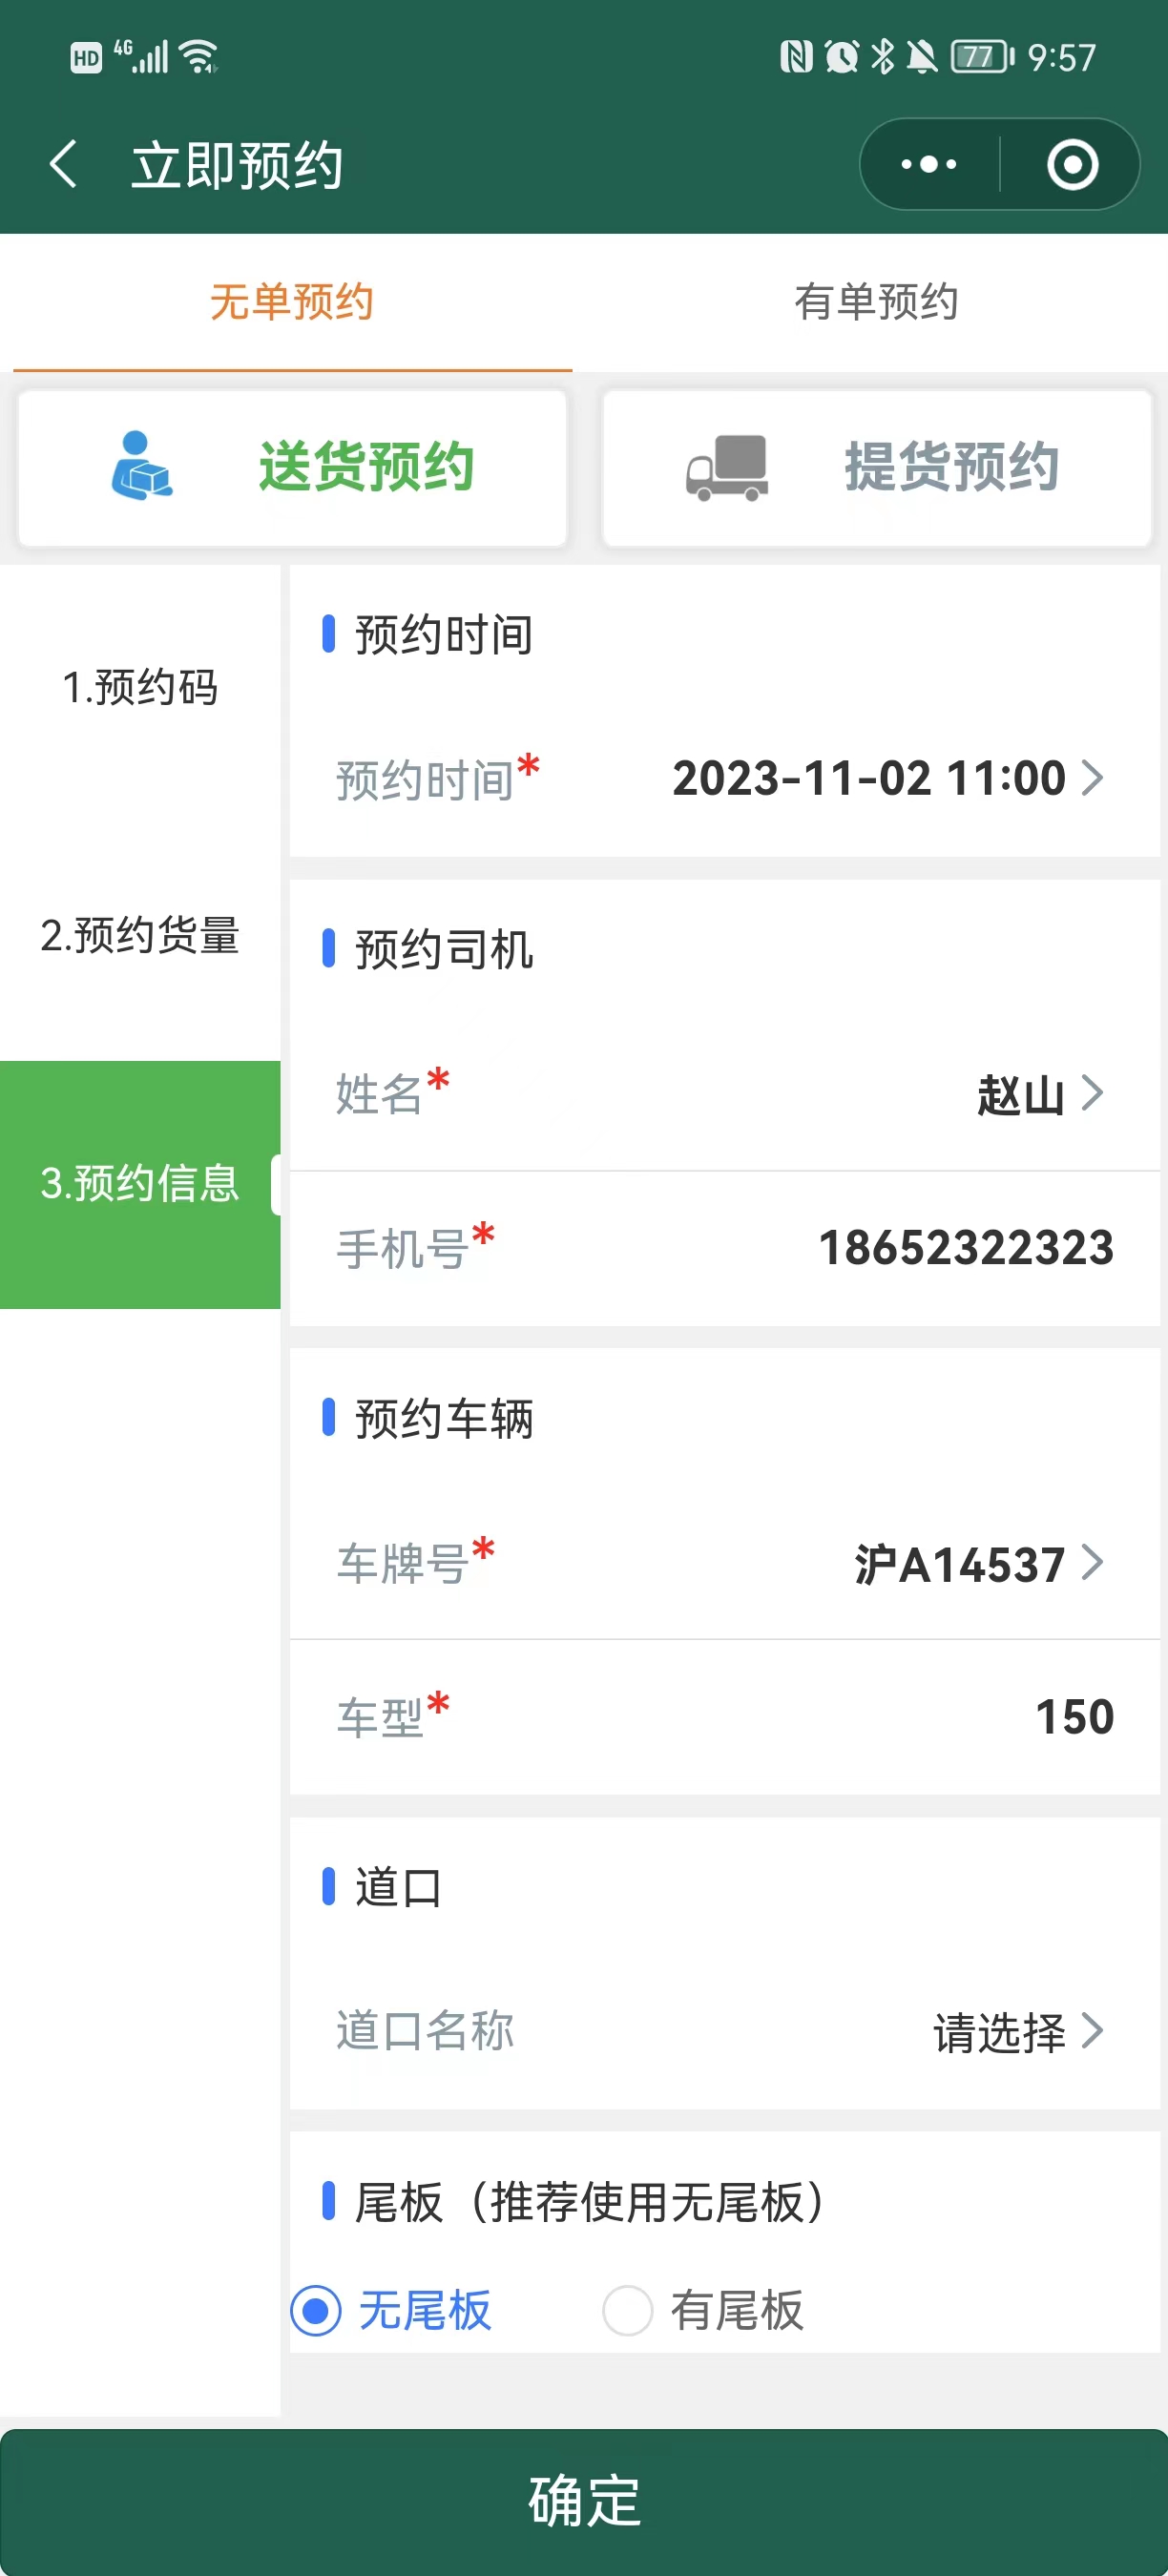 HD 4G 77 9:57
立即预约
无单预约 有单预约
送货预约 提货预约
1.预约码
2.预约货量
3.预约信息
预约时间
预约时间* 2023-11-02 11:00
预约司机
姓名* 赵山
手机号* 18652322323
预约车辆
车牌号* 沪A14537
车型* 150
道口
道口名称 请选择
尾板（推荐使用无尾板）
无尾板 有尾板
确定